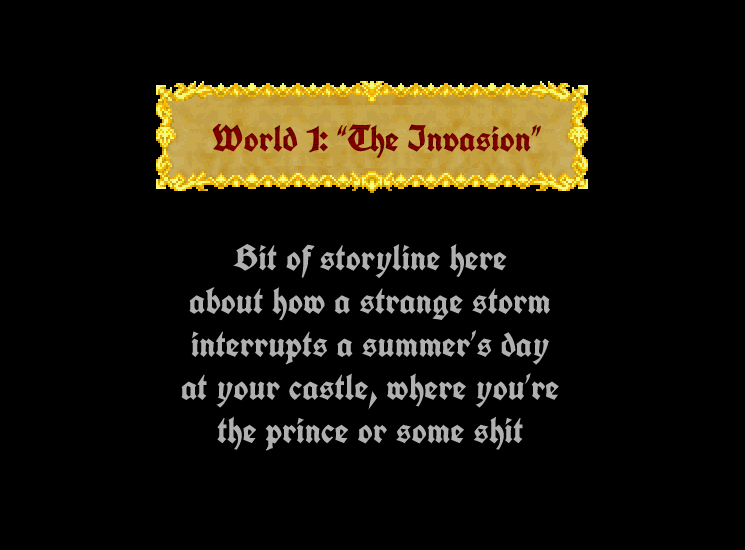 World 1: “The Invasion”
Bit of storyline here
about how a strange storm
interrupts a summer's day
at your castle, where you're
the prince or some shit